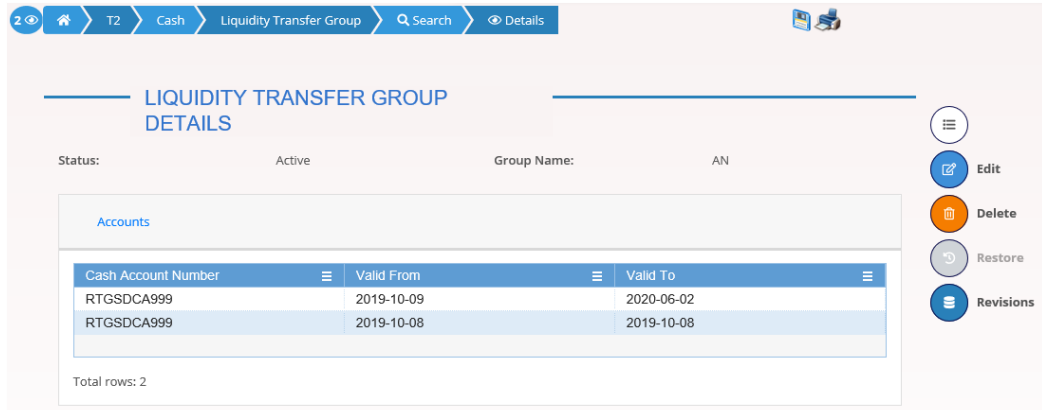 2
T2
Cash
Liquidity Transfer Group
Search
Details
LIQUIDITY TRANSFER GROUP
DETAILS
Status: Active Group Name: AN
Edit
Delete
Restore
Revisions
Accounts
Cash Account Number Valid From Valid To
RTGSDCA999 2019-10-09 2020-06-02
RTGSDCA999 2019-10-08 2019-10-08
Total rows: 2